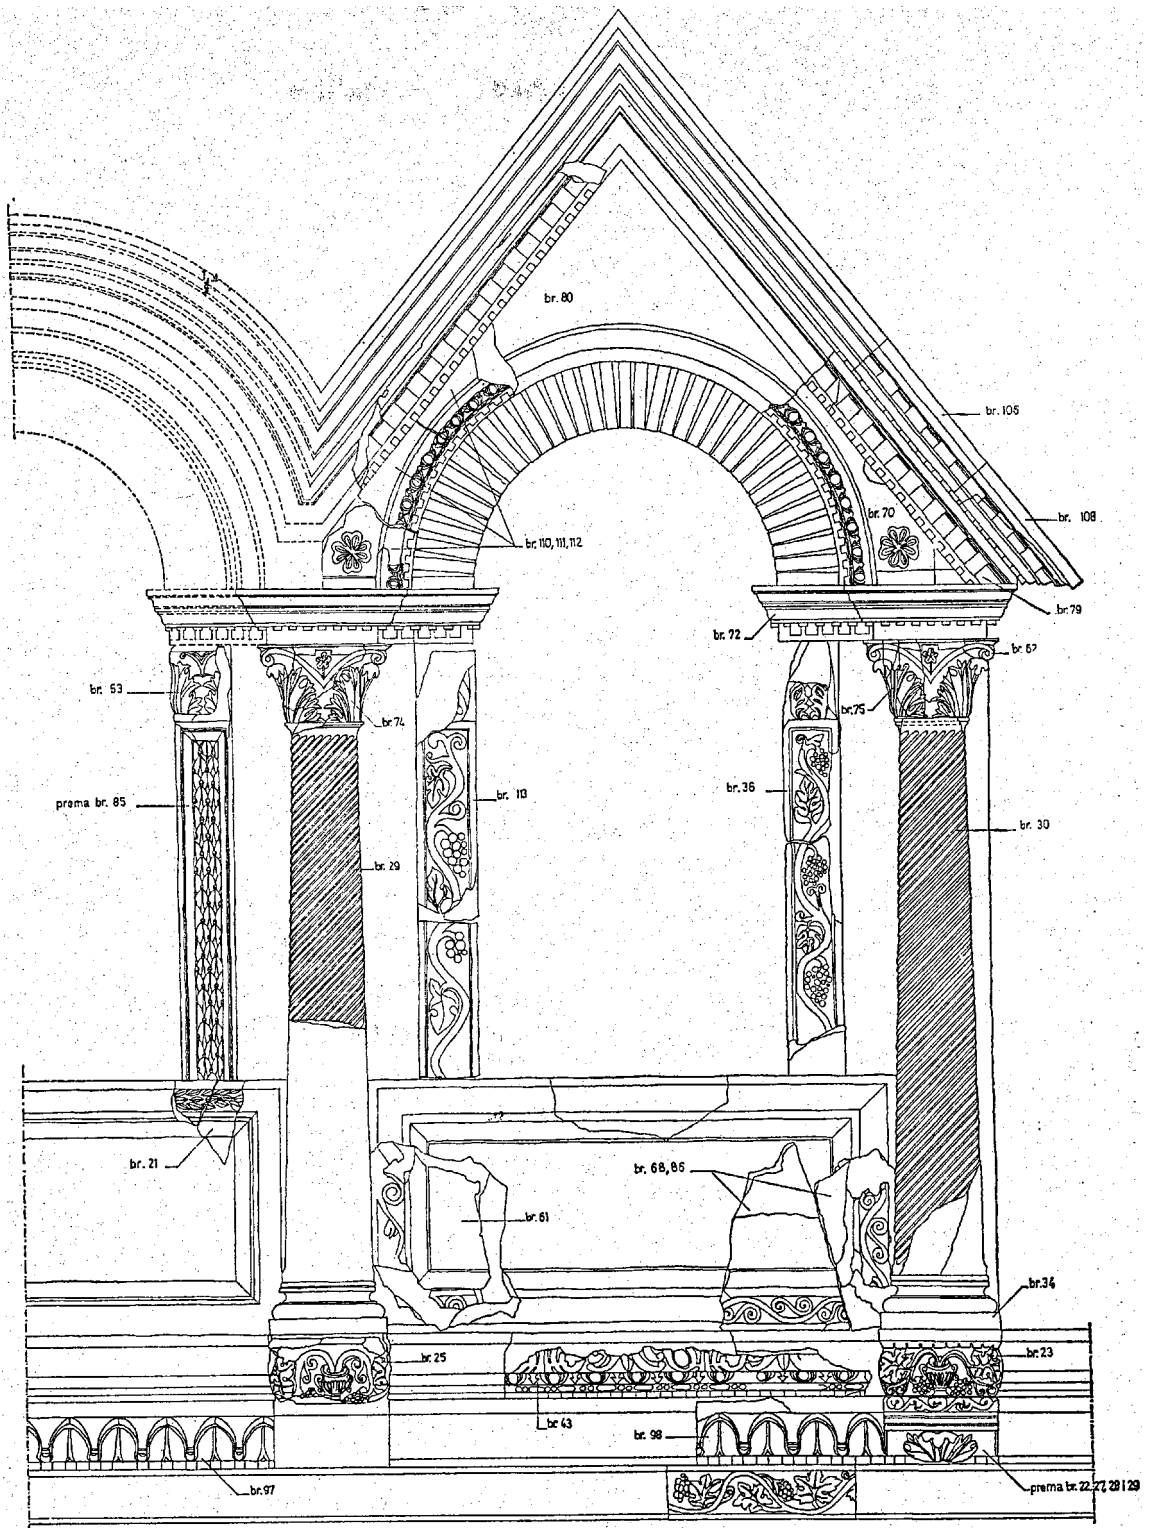 br. 80
br. 106
br. 108
br. 70
br. 110, 111, 112
br. 79
br. 72
br. 67
br. 63
br. 74
br. 75
prema br. 85
br. 113
br. 36
br. 30
br. 29
br. 21
br. 68, 86
br. 61
br. 34
br. 25
br. 23
br. 43
br. 98
br. 97
prema br. 22, 27, 28 i 29